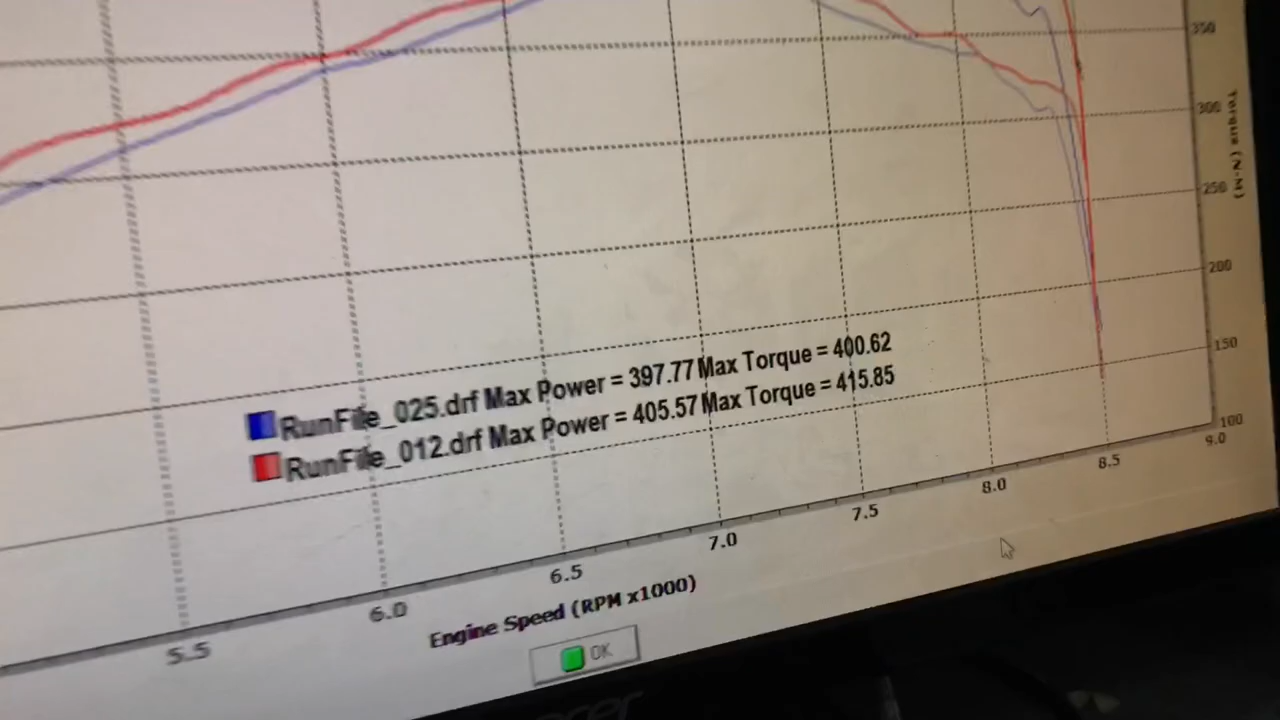 350
300
Torque (N-M)
250
200
150
100
RunFile_025.drf Max Power = 397.77 Max Torque = 400.62
RunFile_012.drf Max Power = 405.57 Max Torque = 415.85
5.5 6.0 6.5 7.0 7.5 8.0 8.5 9.0
Engine Speed (RPM x1000)
OK
acer